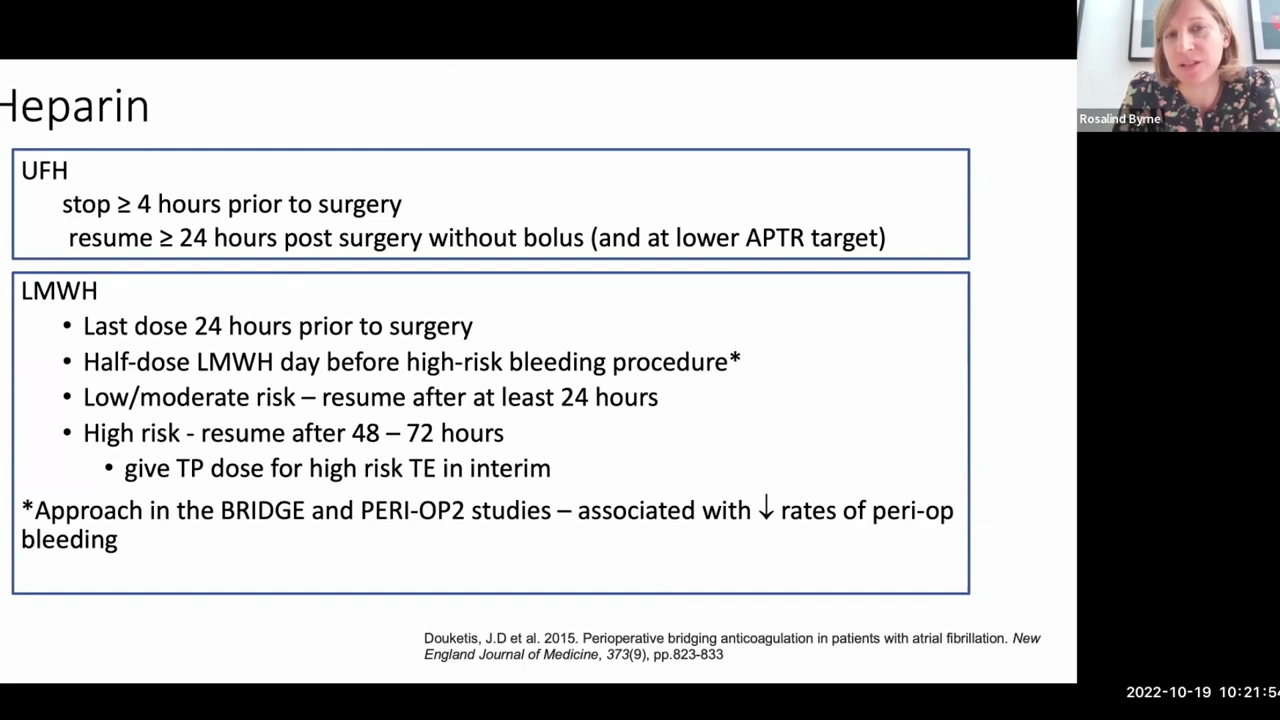 Heparin
Rosalind Byrne
UFH
stop ≥ 4 hours prior to surgery
resume ≥ 24 hours post surgery without bolus (and at lower APTR target)
LMWH
• Last dose 24 hours prior to surgery
• Half-dose LMWH day before high-risk bleeding procedure*
• Low/moderate risk – resume after at least 24 hours
• High risk - resume after 48 – 72 hours
• give TP dose for high risk TE in interim
*Approach in the BRIDGE and PERI-OP2 studies – associated with ↓ rates of peri-op
bleeding
Douketis, J.D et al. 2015. Perioperative bridging anticoagulation in patients with atrial fibrillation. New
England Journal of Medicine, 373(9), pp.823-833
2022-10-19 10:21:54